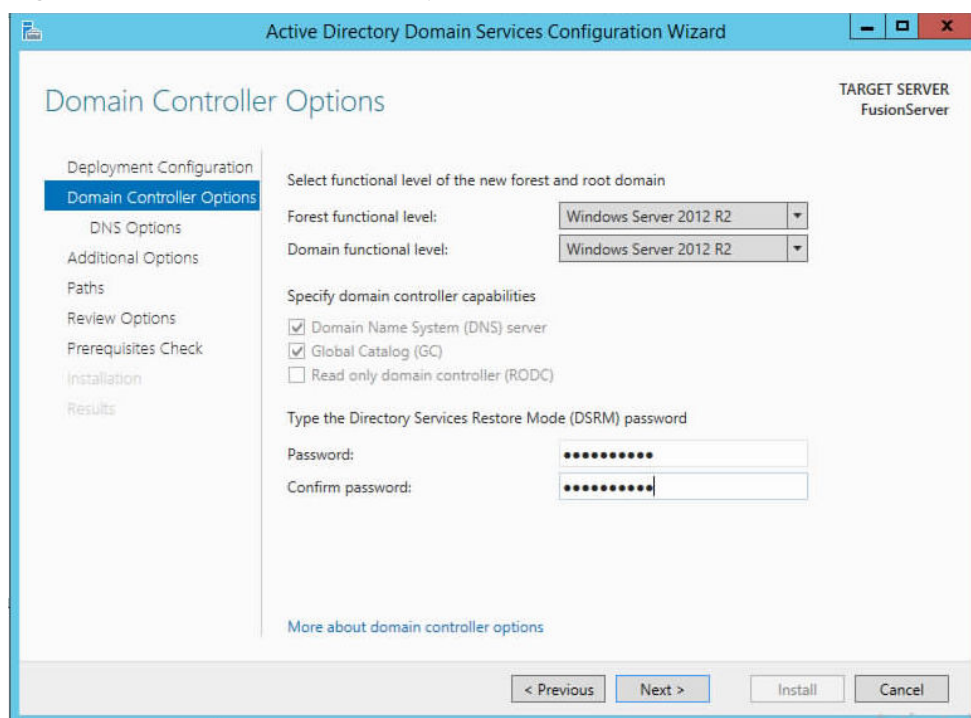 Active Directory Domain Services Configuration Wizard
Domain Controller Options
TARGET SERVER
FusionServer
Deployment Configuration
Domain Controller Options
DNS Options
Additional Options
Paths
Review Options
Prerequisites Check
Installation
Results
Select functional level of the new forest and root domain
Forest functional level: Windows Server 2012 R2
Domain functional level: Windows Server 2012 R2
Specify domain controller capabilities
Domain Name System (DNS) server
Global Catalog (GC)
Read only domain controller (RODC)
Type the Directory Services Restore Mode (DSRM) password
Password: ●●●●●●●●●●
Confirm password: ●●●●●●●●●●
More about domain controller options
< Previous Next > Install Cancel